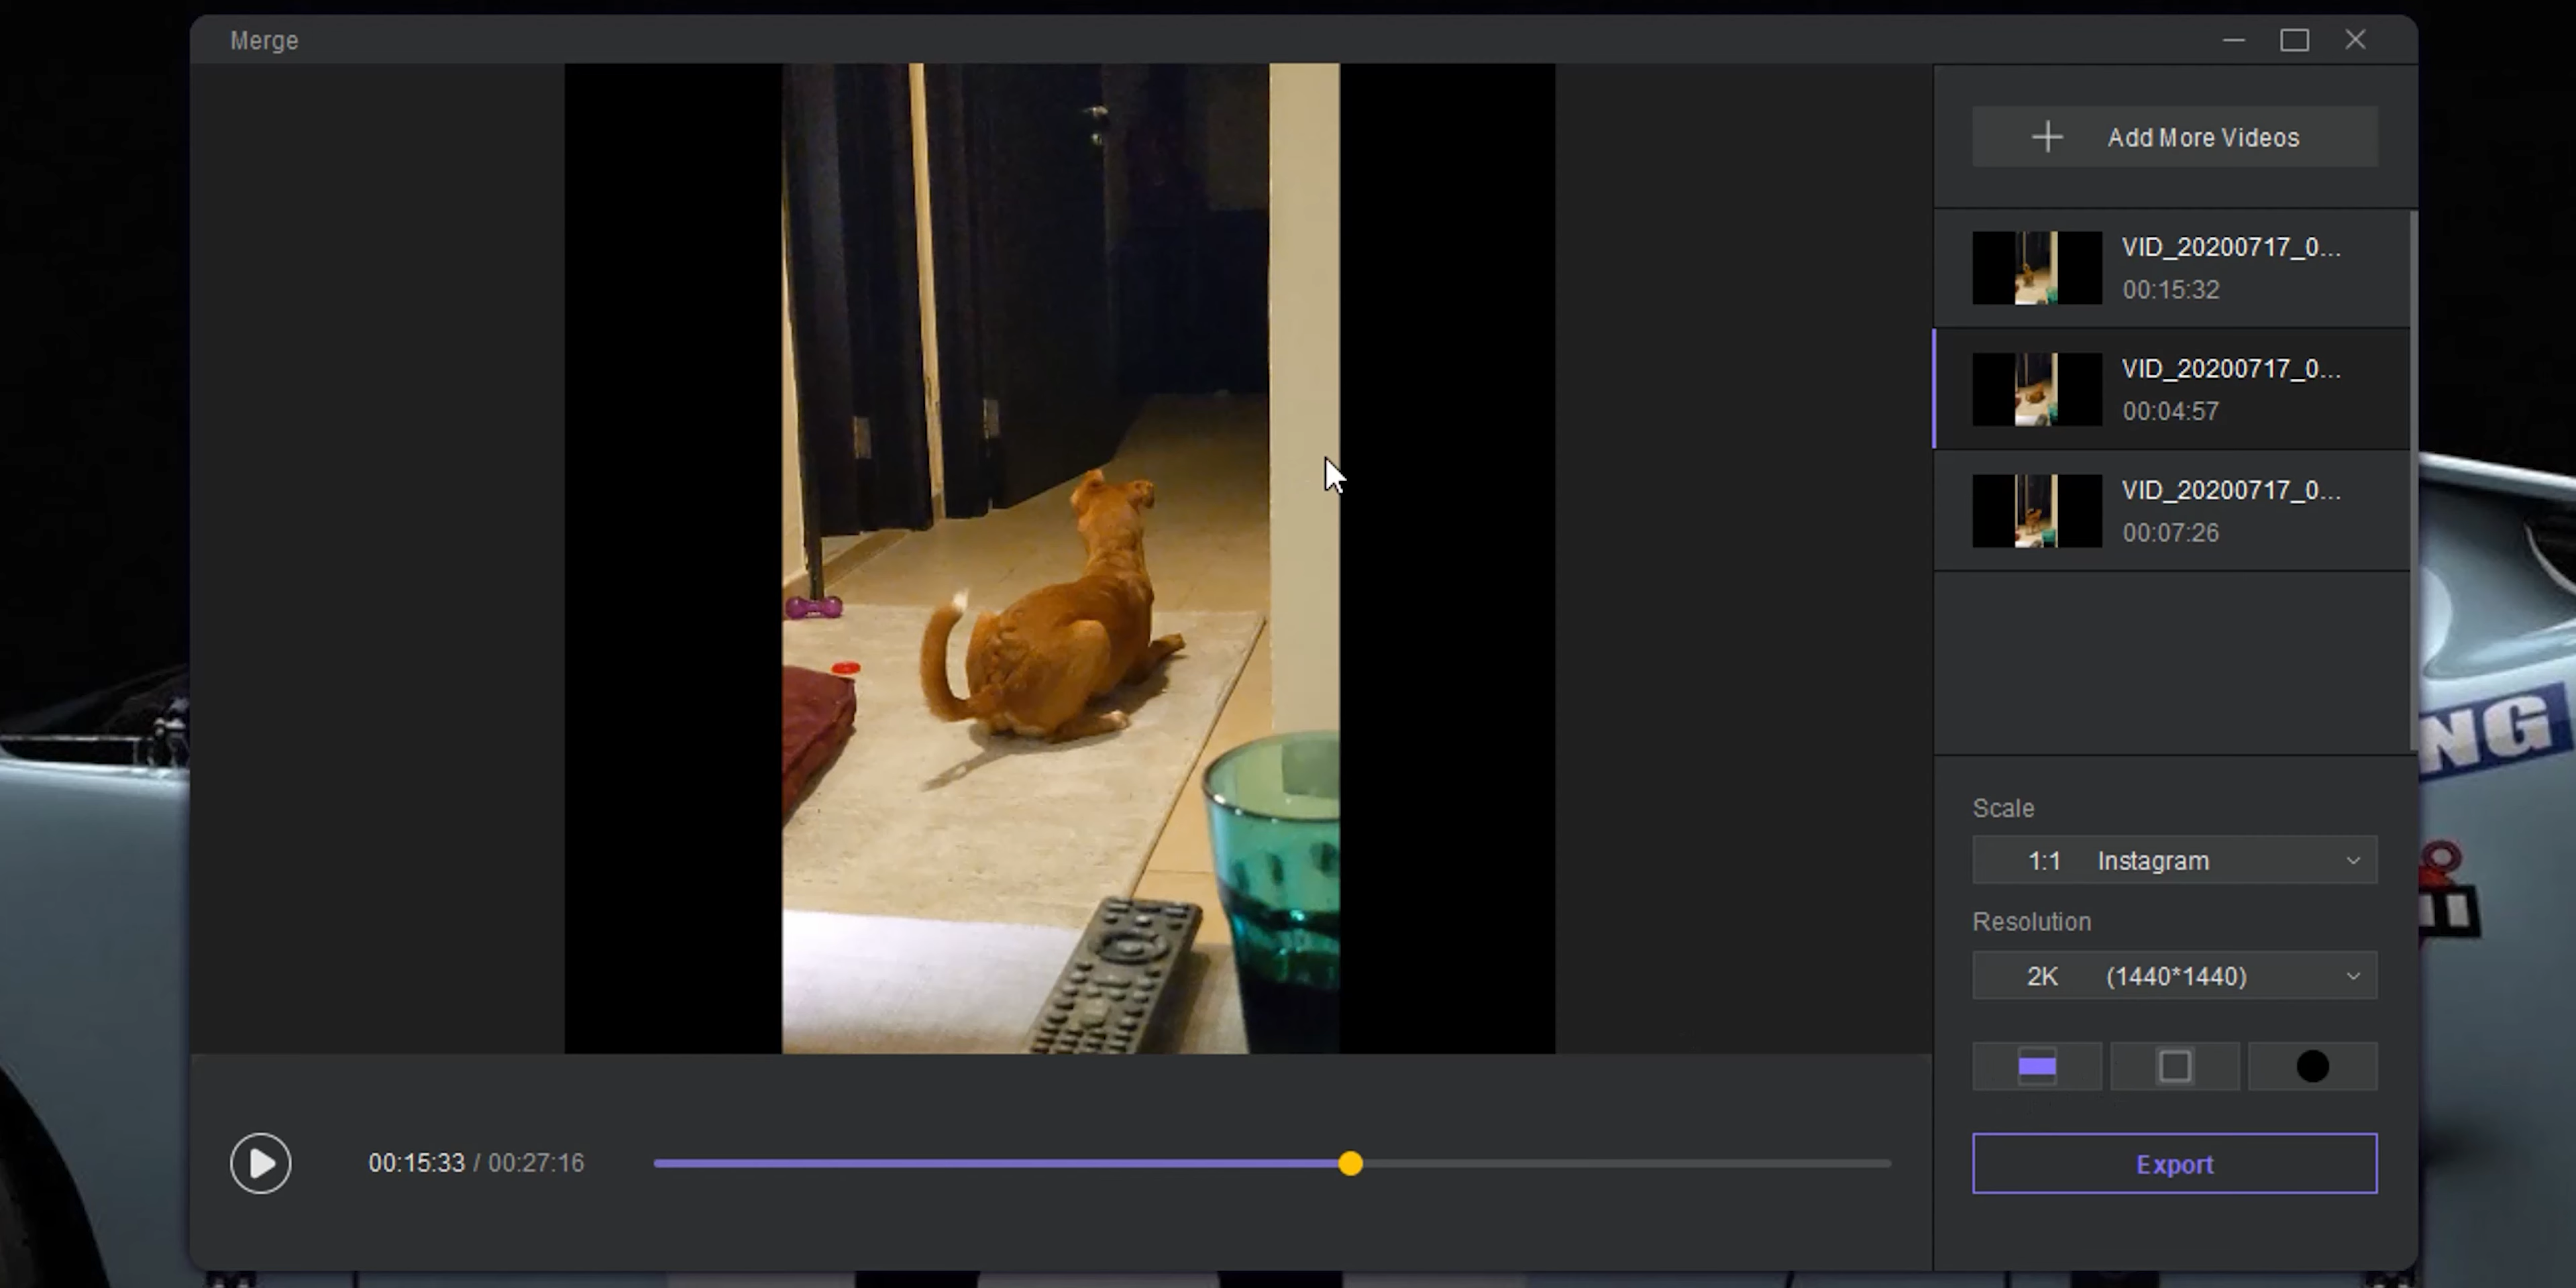 Merge
Add More Videos
VID_20200717_0...
00:15:32
VID_20200717_0...
00:04:57
VID_20200717_0...
00:07:26
NG
Scale
1:1 Instagram
Resolution
2K (1440*1440)
00:15:33 / 00:27:16
Export